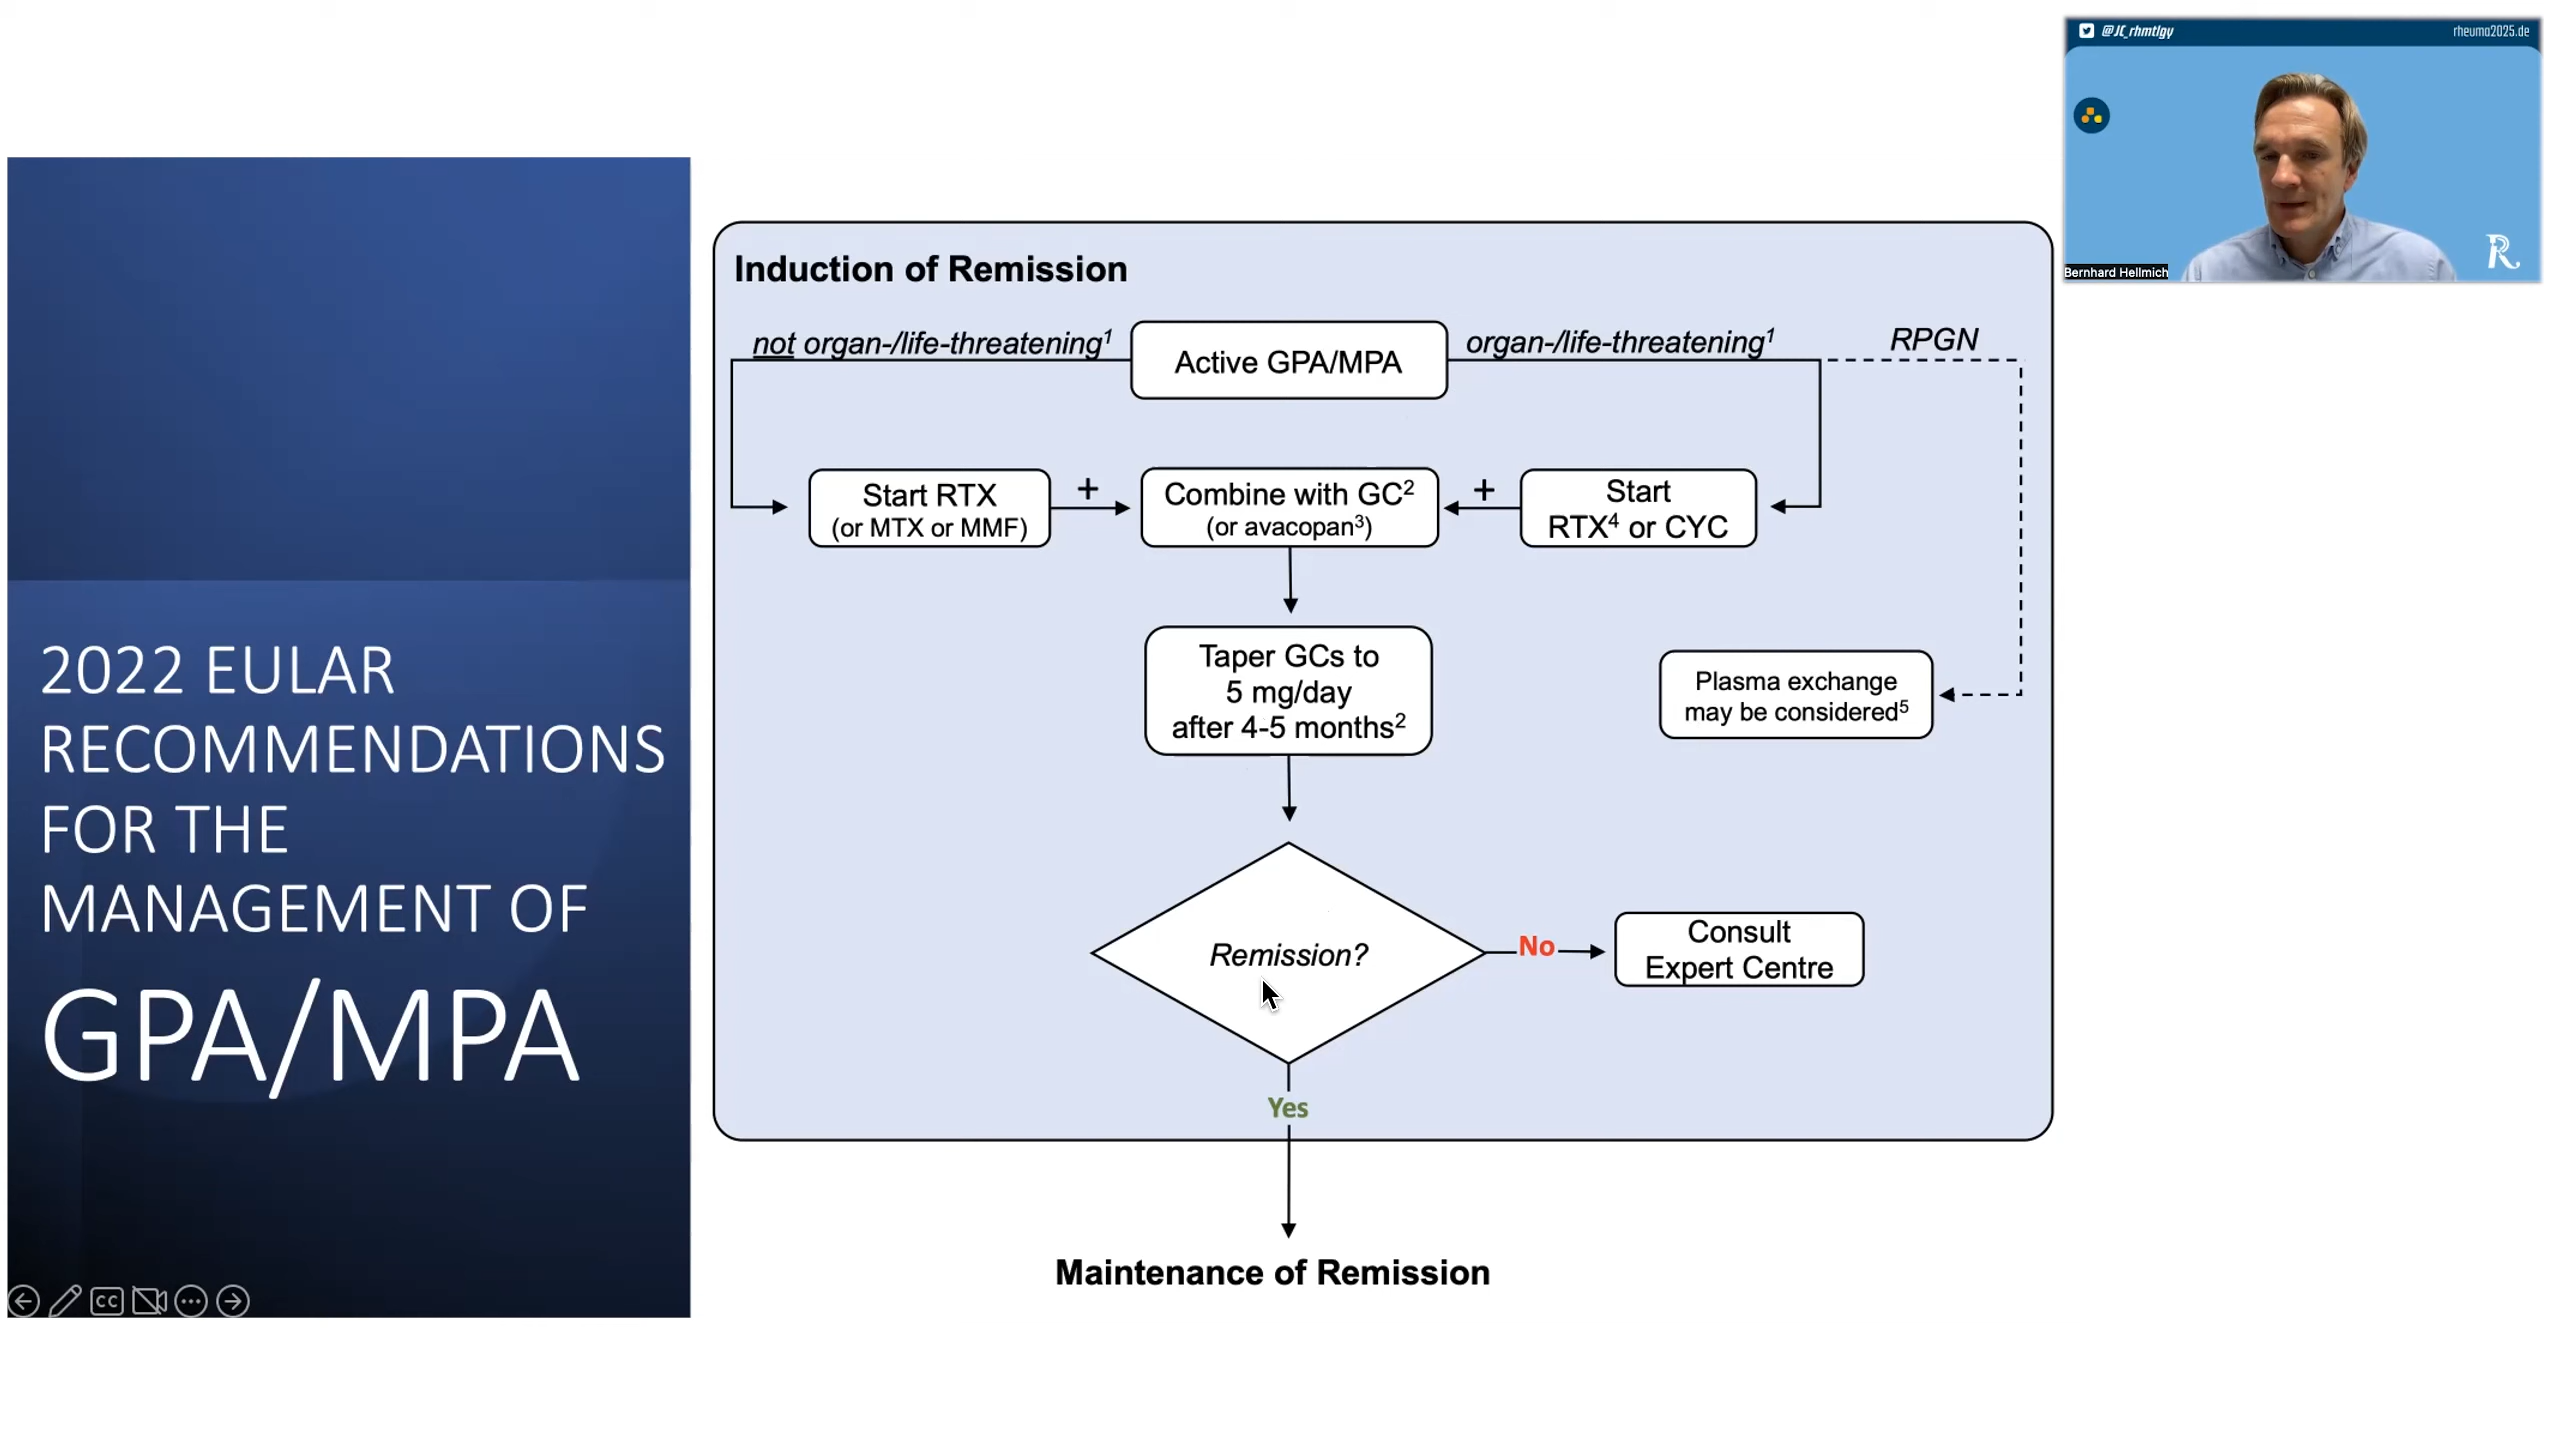 @JC_rhmtlgy
rheuma2025.de
Bernhard Hellmich
2022 EULAR
RECOMMENDATIONS
FOR THE
MANAGEMENT OF
GPA/MPA
CC
Induction of Remission
not organ-/life-threatening¹
Active GPA/MPA
organ-/life-threatening¹
RPGN
Start RTX
(or MTX or MMF)
+
Combine with GC²
(or avacopan³)
+
Start
RTX⁴ or CYC
Taper GCs to
5 mg/day
after 4-5 months²
Plasma exchange
may be considered⁵
Remission?
No
Consult
Expert Centre
Yes
Maintenance of Remission